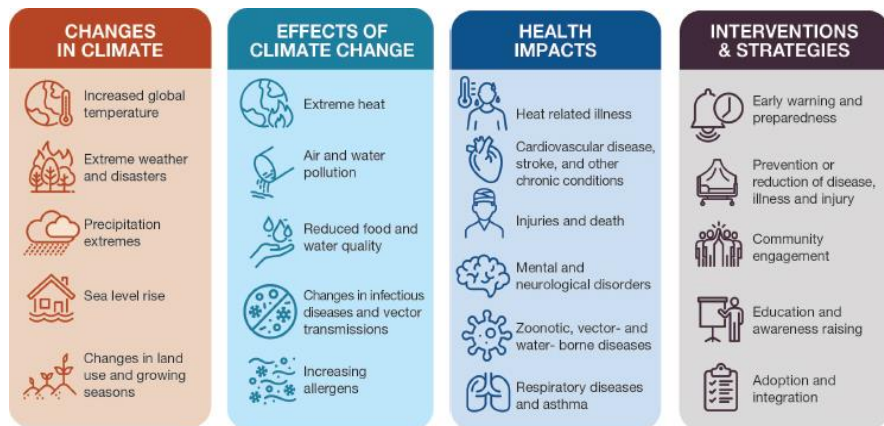 CHANGES
IN CLIMATE
Increased global
temperature
Extreme weather
and disasters
Precipitation
extremes
Sea level rise
Changes in land
use and growing
seasons
EFFECTS OF
CLIMATE CHANGE
Extreme heat
Air and water
pollution
Reduced food and
water quality
Changes in infectious
diseases and vector
transmissions
Increasing
allergens
HEALTH
IMPACTS
Heat related illness
Cardiovascular disease,
stroke, and other
chronic conditions
Injuries and death
Mental and
neurological disorders
Zoonotic, vector- and
water- borne diseases
Respiratory diseases
and asthma
INTERVENTIONS
& STRATEGIES
Early warning and
preparedness
Prevention or
reduction of disease,
illness and injury
Community
engagement
Education and
awareness raising
Adoption and
integration